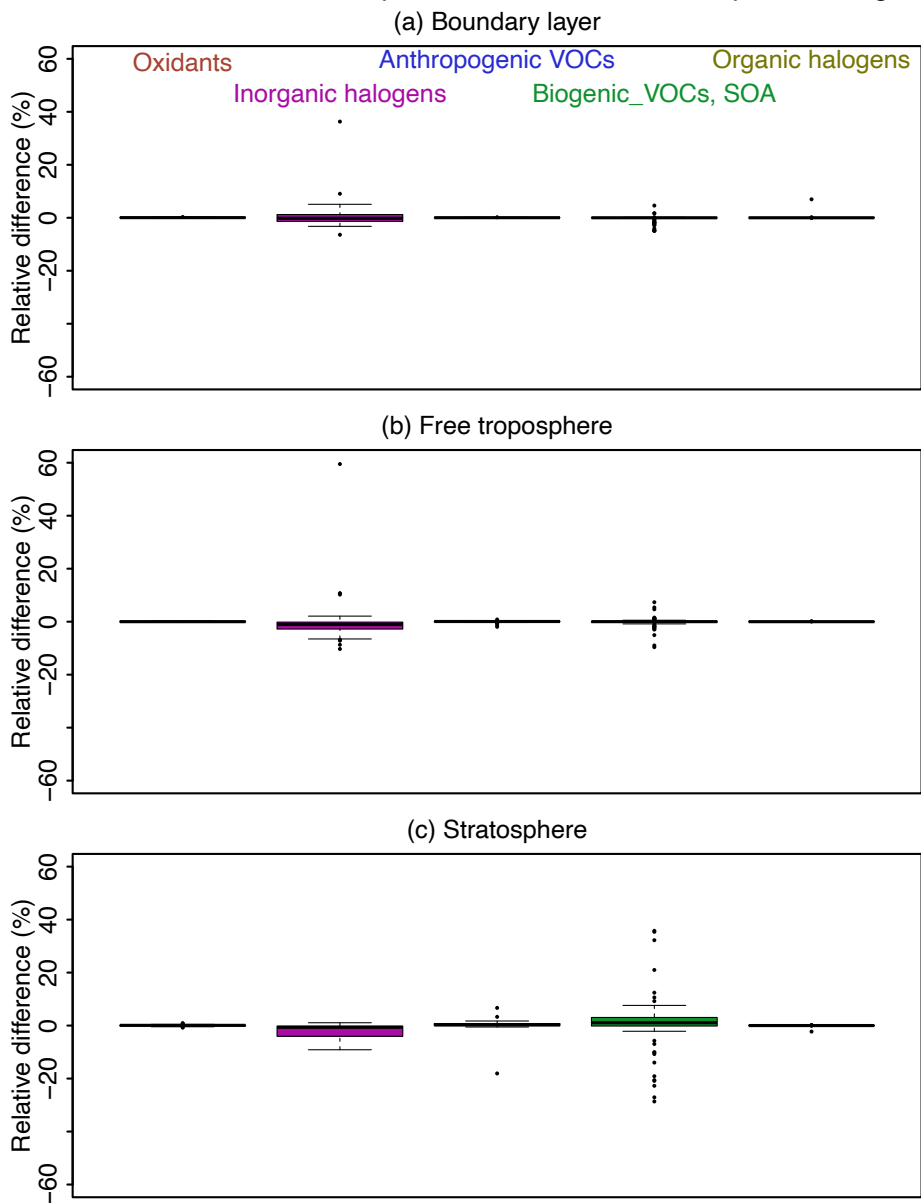 (a) Boundary layer
Oxidants Anthropogenic VOCs Organic halogens
Inorganic halogens Biogenic_VOCs, SOA
Relative difference (%)
60
40
20
0
−20
−60
(b) Free troposphere
Relative difference (%)
60
40
20
0
−20
−60
(c) Stratosphere
Relative difference (%)
60
40
20
0
−20
−60